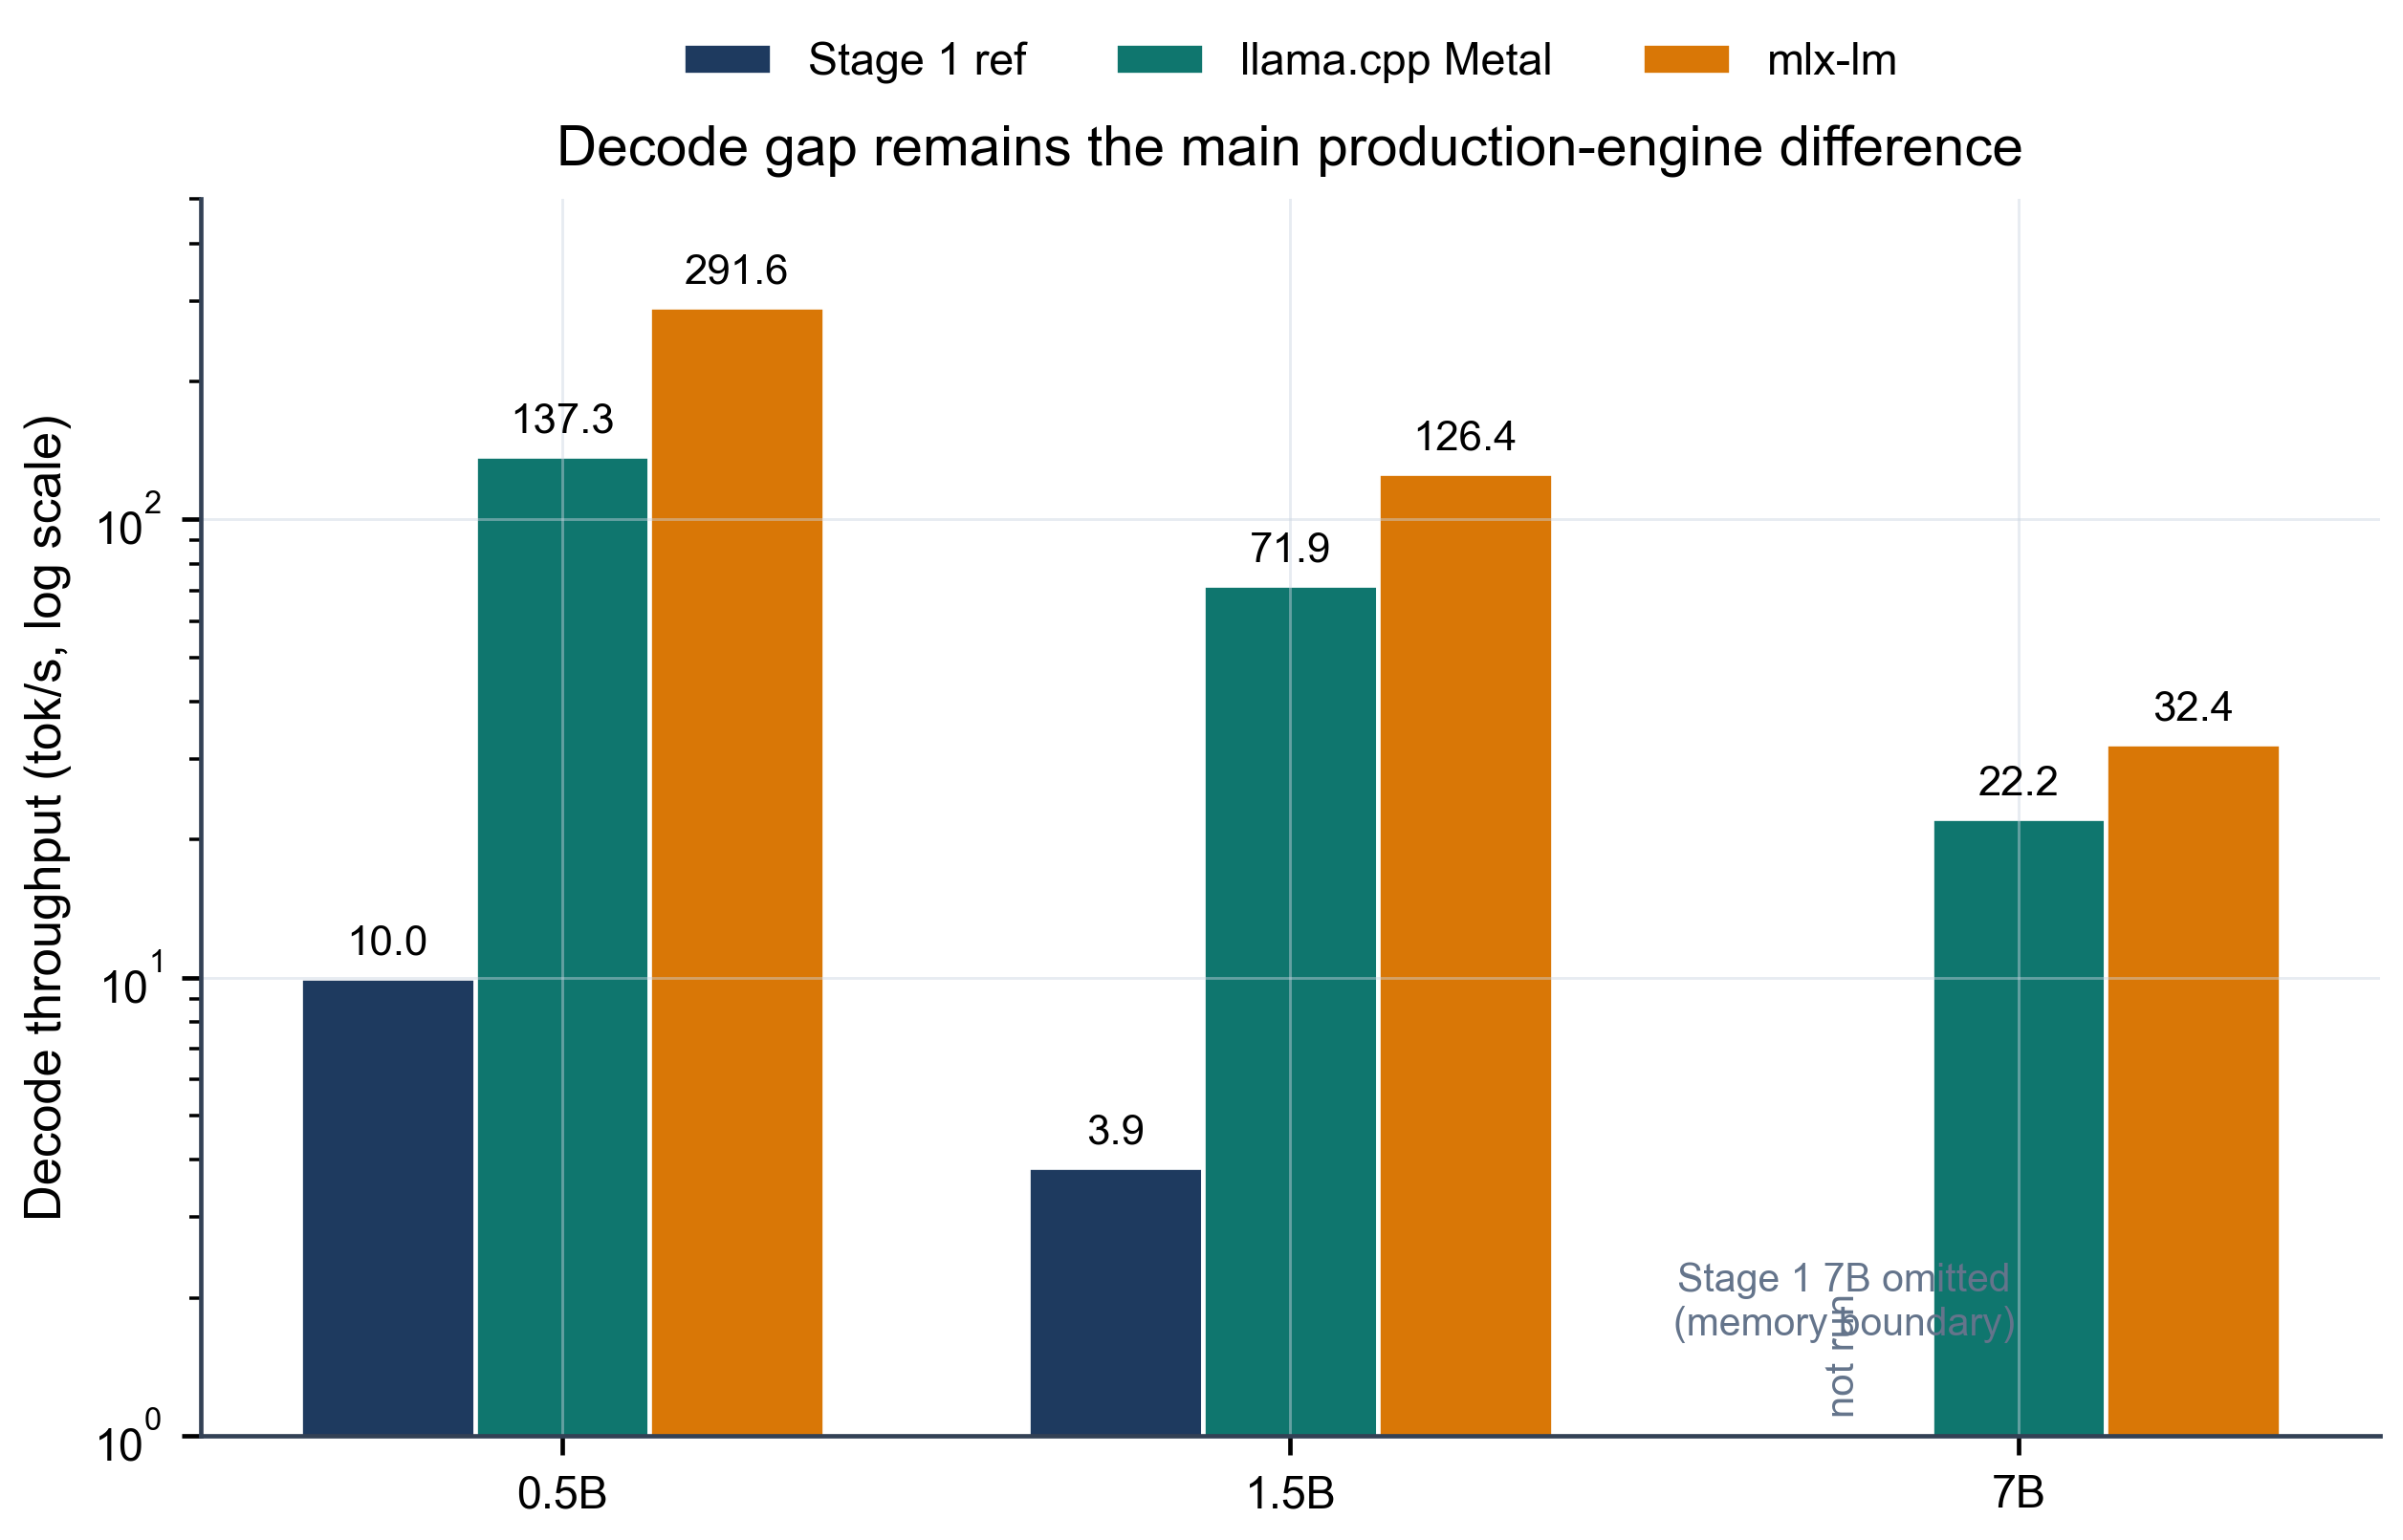 Stage 1 ref
llama.cpp Metal
mlx-lm
Decode gap remains the main production-engine difference
Decode throughput (tok/s, log scale)
10^2
10^1
10^0
10.0
137.3
291.6
3.9
71.9
126.4
22.2
32.4
Stage 1 7B omitted
(memory boundary)
not run
0.5B
1.5B
7B